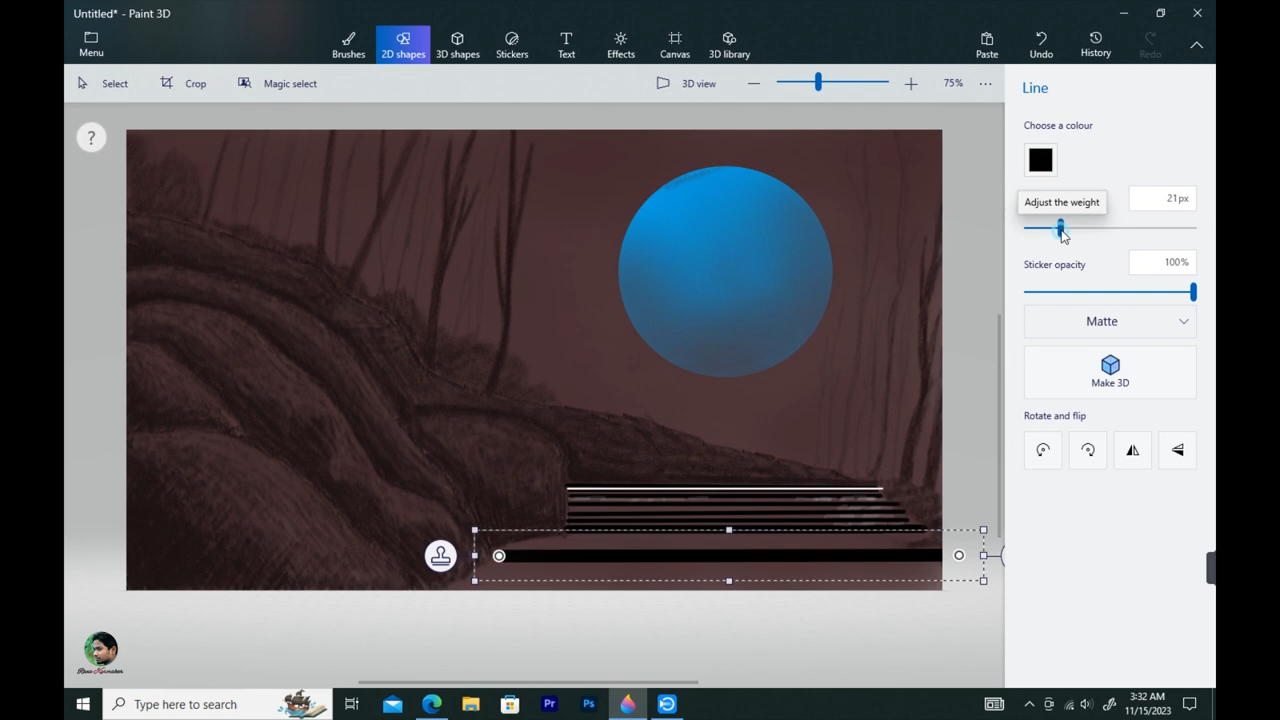 Untitled* - Paint 3D
Menu
Brushes
2D shapes
3D shapes
Stickers
Text
Effects
Canvas
3D library
Paste
Undo
History
Redo
Select
Crop
Magic select
3D view
75%
Line
Choose a colour
Adjust the weight
21px
Sticker opacity
100%
Matte
Make 3D
Rotate and flip
?
Type here to search
Pr
Ps
3:32 AM
11/15/2023